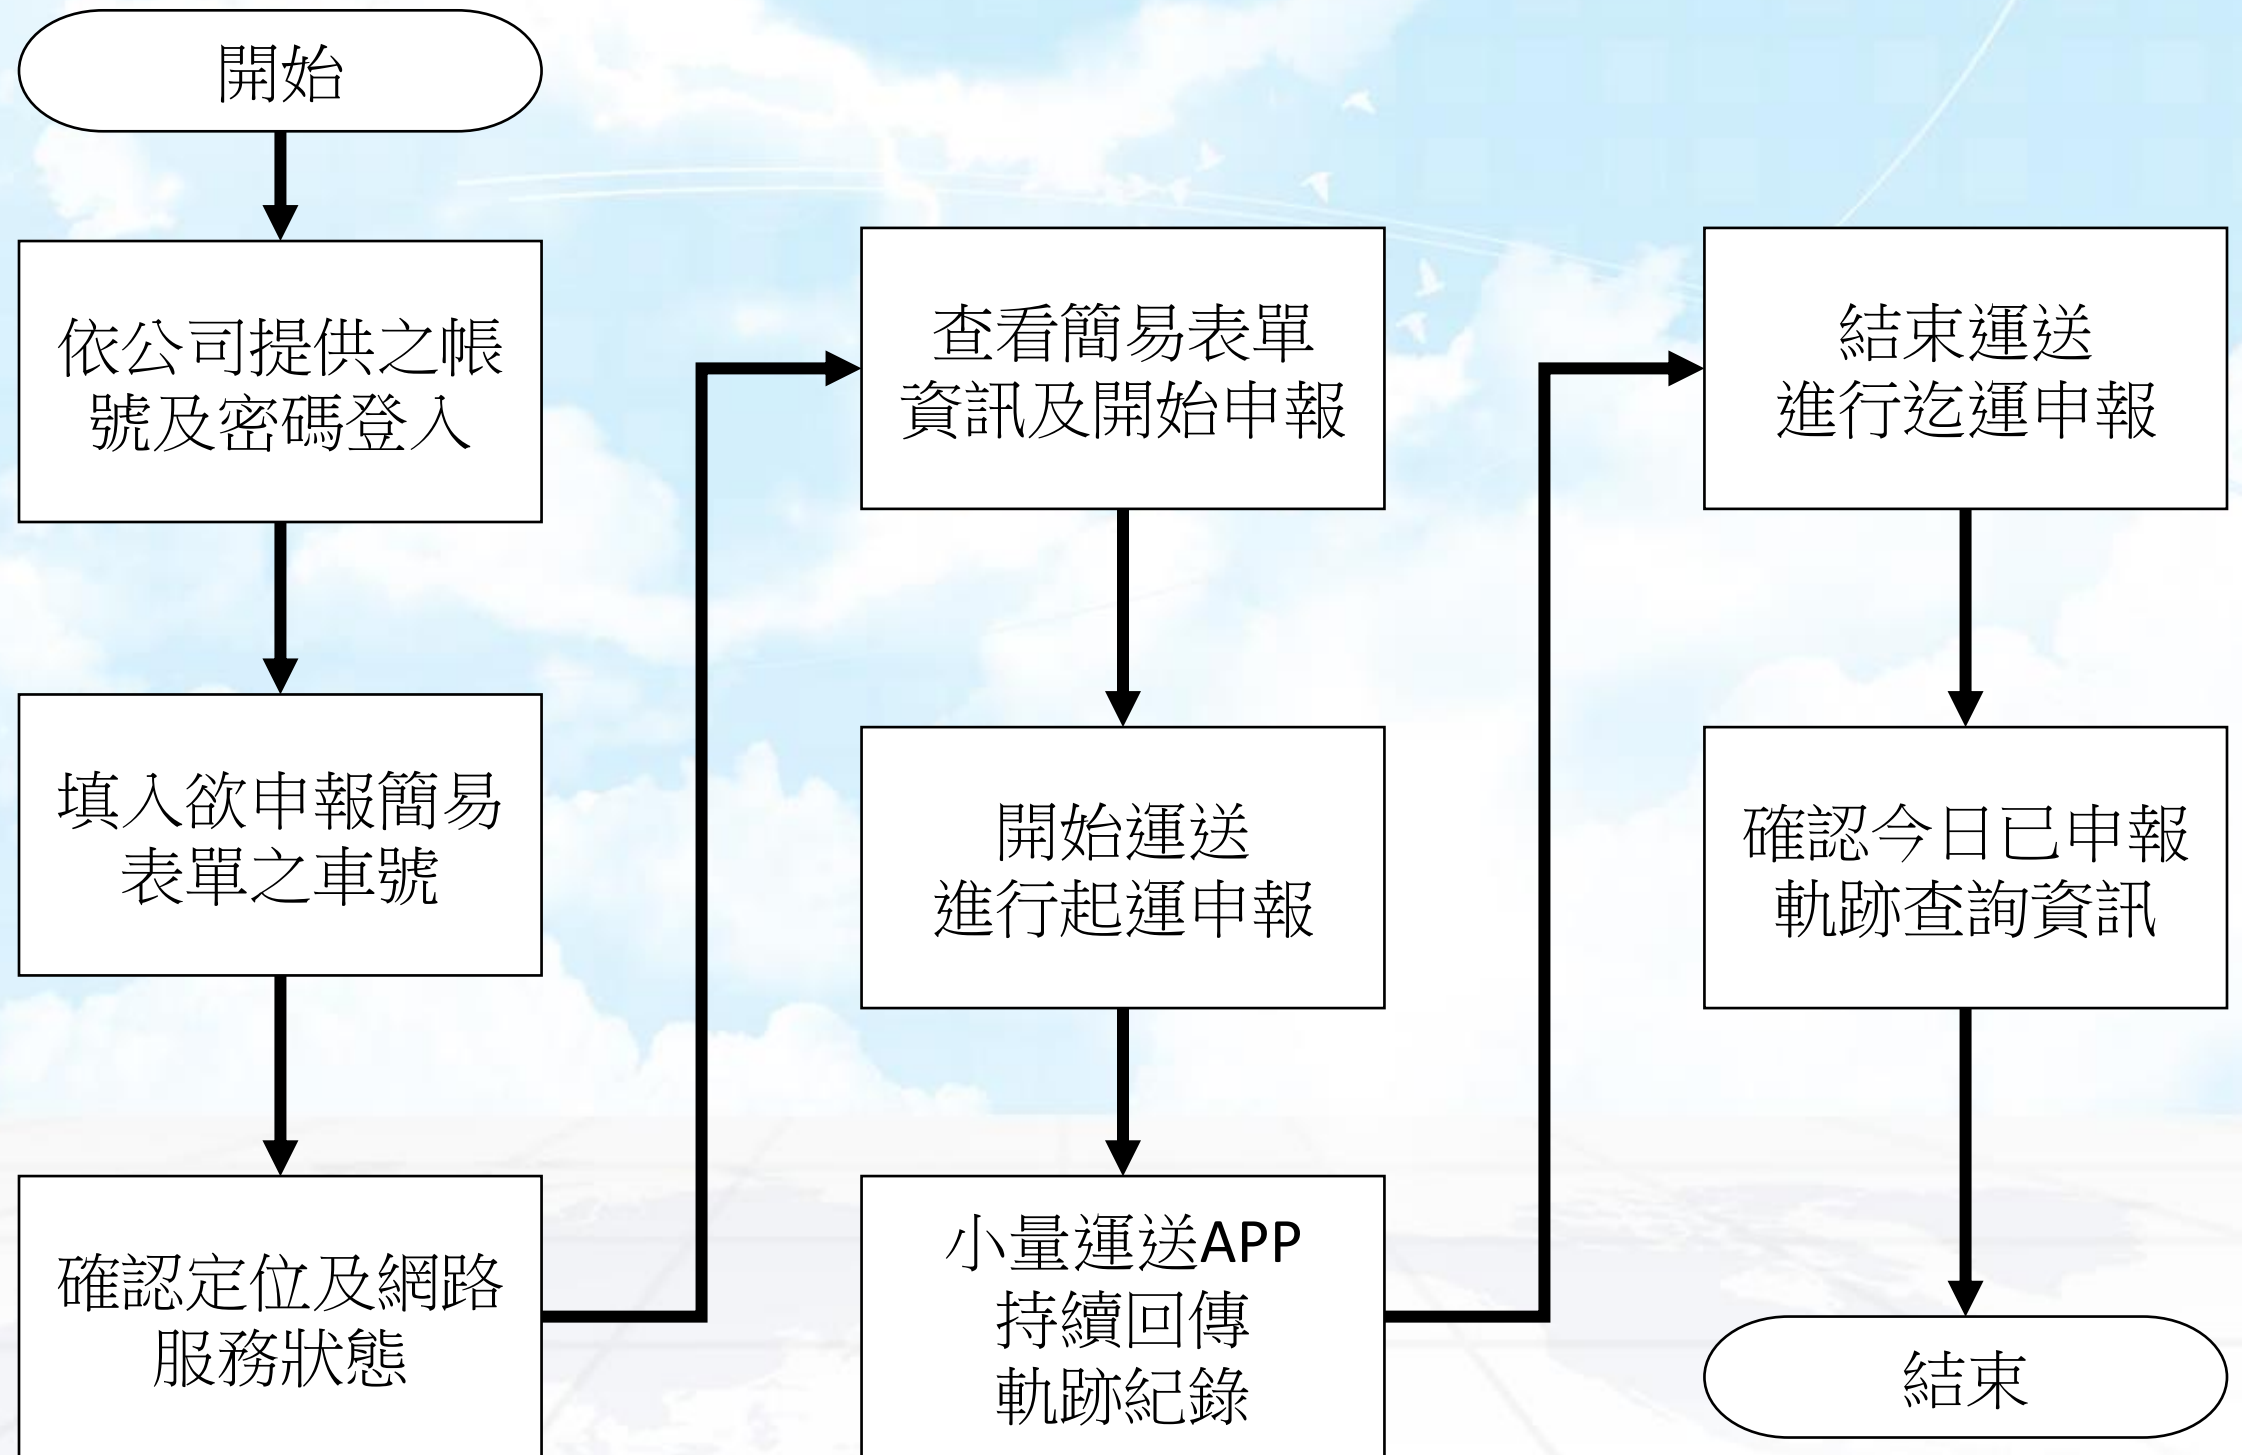 開始
依公司提供之帳
號及密碼登入
填入欲申報簡易
表單之車號
確認定位及網路
服務狀態
查看簡易表單
資訊及開始申報
開始運送
進行起運申報
小量運送APP
持續回傳
軌跡紀錄
結束運送
進行迄運申報
確認今日已申報
軌跡查詢資訊
結束